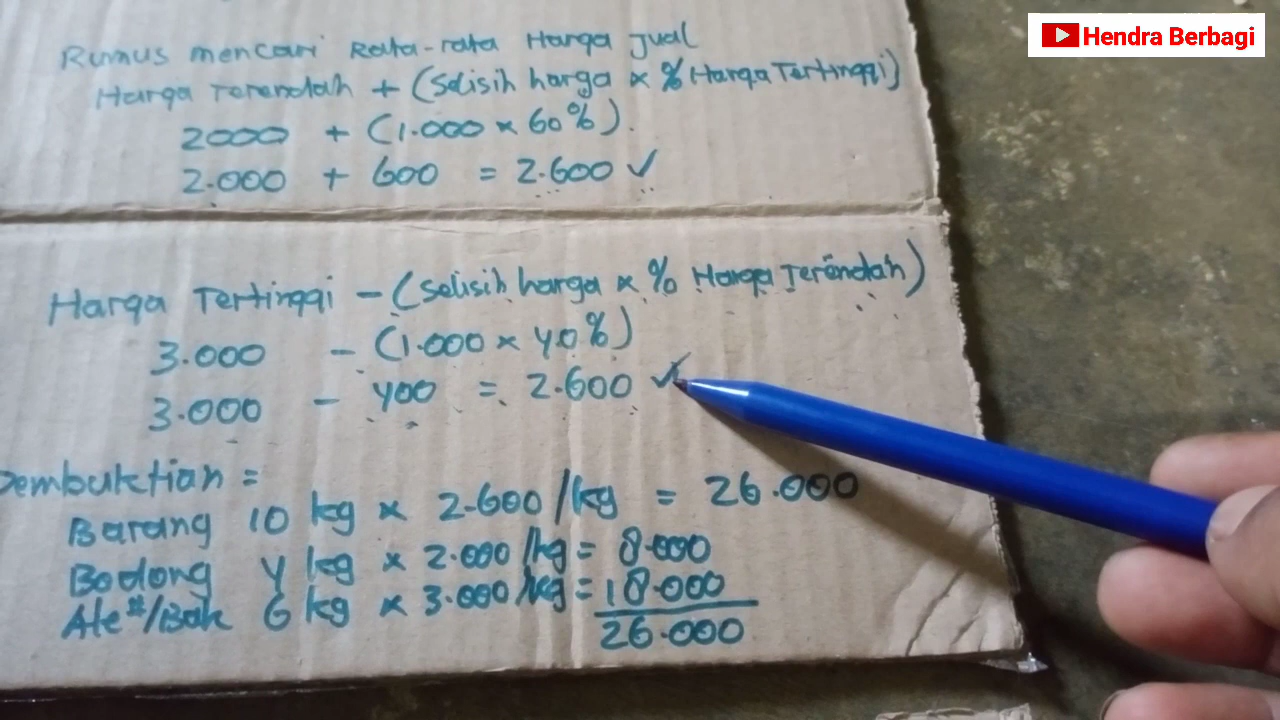 Hendra Berbagi
Rumus mencari Rata-rata Harga Jual
Harga Terendah + (Selisih harga × % Harga Tertinggi)
2000 + (1.000 × 60%).
2.000 + 600 = 2.600 ✓
Harga Tertinggi - (Selisih harga × % Harga Terendah)
3.000 - (1.000 × 40%)
3.000 - 400 = 2.600 ✓
Pembuktian =
Barang 10 kg × 2.600/kg = 26.000
Bodong 4 kg × 2.000/kg = 8.000
Ale"/Bak 6 kg × 3.000/kg = 18.000
26.000